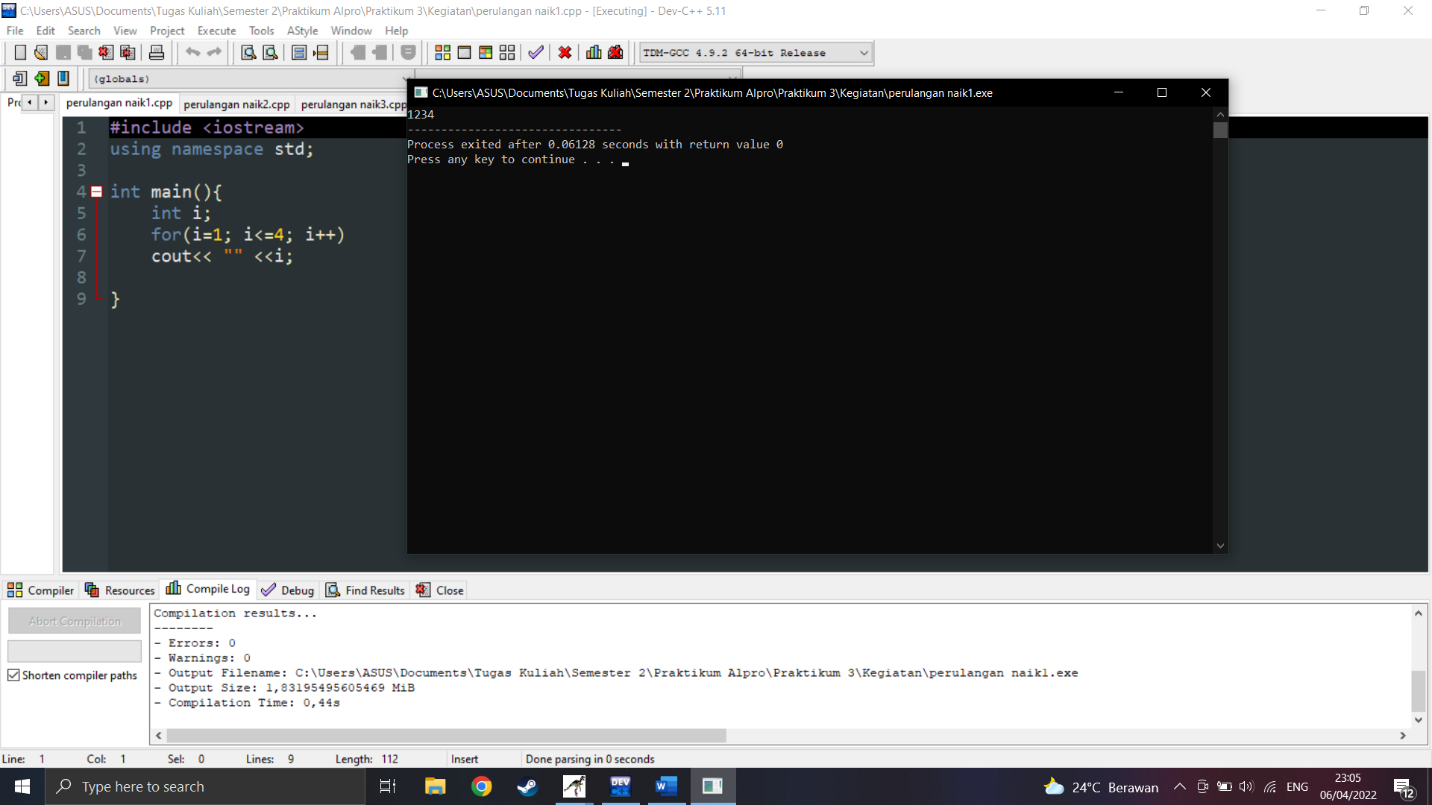 C:\Users\ASUS\Documents\Tugas Kuliah\Semester 2\Praktikum Alpro\Praktikum 3\Kegiatan\perulangan naik1.cpp - [Executing] - Dev-C++ 5.11
File Edit Search View Project Execute Tools AStyle Window Help
TDM-GCC 4.9.2 64-bit Release
(globals)
perulangan naik1.cpp perulangan naik2.cpp perulangan naik3.cpp
1 #include <iostream>
2 using namespace std;
3
4 int main(){
5 int i;
6 for(i=1; i<=4; i++)
7 cout<< "" <<i;
8
9 }
C:\Users\ASUS\Documents\Tugas Kuliah\Semester 2\Praktikum Alpro\Praktikum 3\Kegiatan\perulangan naik1.exe
1234
--------------------------------
Process exited after 0.06128 seconds with return value 0
Press any key to continue . . .
Compiler Resources Compile Log Debug Find Results Close
Abort Compilation
Shorten compiler paths
Compilation results...
--------
- Errors: 0
- Warnings: 0
- Output Filename: C:\Users\ASUS\Documents\Tugas Kuliah\Semester 2\Praktikum Alpro\Praktikum 3\Kegiatan\perulangan naik1.exe
- Output Size: 1,83195495605469 MiB
- Compilation Time: 0,44s
Line: 1 Col: 1 Sel: 0 Lines: 9 Length: 112 Insert Done parsing in 0 seconds
Type here to search
DEV
24°C Berawan
ENG
23:05
06/04/2022
12